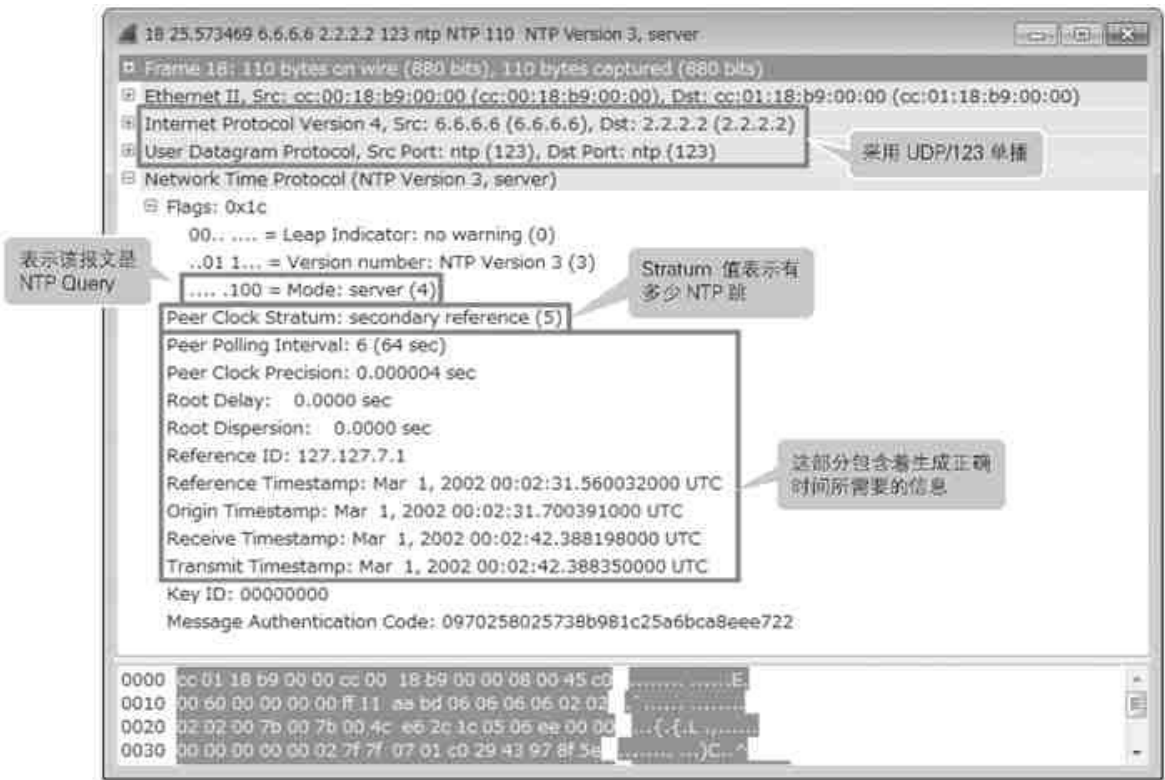 18 25.573469 6.6.6.6 2.2.2.2 123 ntp NTP 110 NTP Version 3, server
Frame 18: 110 bytes on wire (880 bits), 110 bytes captured (880 bits)
Ethernet II, Src: cc:00:18:b9:00:00 (cc:00:18:b9:00:00), Dst: cc:01:18:b9:00:00 (cc:01:18:b9:00:00)
Internet Protocol Version 4, Src: 6.6.6.6 (6.6.6.6), Dst: 2.2.2.2 (2.2.2.2)
User Datagram Protocol, Src Port: ntp (123), Dst Port: ntp (123)
采用 UDP/123 单播
Network Time Protocol (NTP Version 3, server)
Flags: 0x1c
00.. .... = Leap Indicator: no warning (0)
..01 1... = Version number: NTP Version 3 (3)
.... .100 = Mode: server (4)
表示该报文是
NTP Query
Stratum 值表示有
多少 NTP 跳
Peer Clock Stratum: secondary reference (5)
Peer Polling Interval: 6 (64 sec)
Peer Clock Precision: 0.000004 sec
Root Delay: 0.0000 sec
Root Dispersion: 0.0000 sec
Reference ID: 127.127.7.1
Reference Timestamp: Mar 1, 2002 00:02:31.560032000 UTC
Origin Timestamp: Mar 1, 2002 00:02:31.700391000 UTC
Receive Timestamp: Mar 1, 2002 00:02:42.388198000 UTC
Transmit Timestamp: Mar 1, 2002 00:02:42.388350000 UTC
这部分包含着生成正确
时间所需要的信息
Key ID: 00000000
Message Authentication Code: 0970258025738b981c25a6bca8eee722
0000 cc 01 18 b9 00 00 cc 00 18 b9 00 00 08 00 45 c0 ..............E.
0010 00 60 00 00 00 00 ff 11 aa bd 06 06 06 06 02 02
0020 02 02 00 7b 00 7b 00 4c e6 2c 1c 05 06 ee 00 00 ...{.{.L .,......
0030 00 00 00 00 00 02 7f 7f 07 01 c0 29 43 97 8f 5e ........ ...)C..^